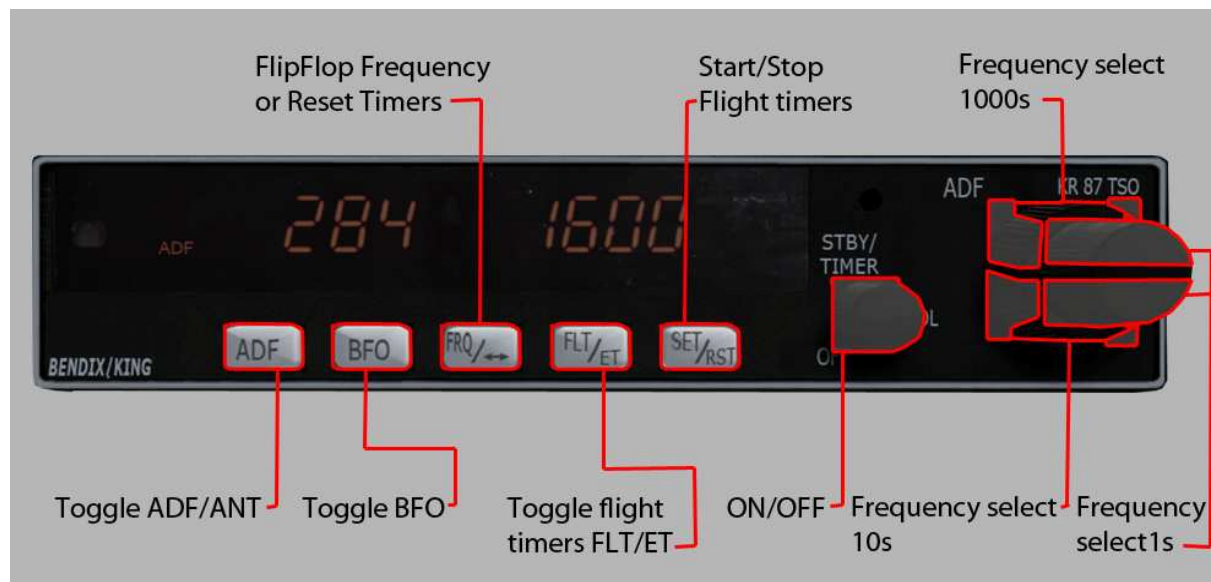 FlipFlop Frequency
or Reset Timers
Start/Stop
Flight timers
Frequency select
1000s
ADF
KR 87 TSO
ADF
284
16.00
STBY/
TIMER
ADF
BFO
FRQ/↔
FLT/ET
SET/RST
BENDIX/KING
Toggle ADF/ANT
Toggle BFO
Toggle flight
timers FLT/ET
ON/OFF
Frequency select
10s
Frequency
select1s